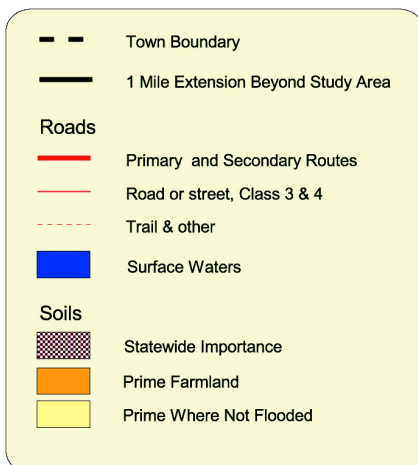 Town Boundary
1 Mile Extension Beyond Study Area
Roads
Primary and Secondary Routes
Road or street, Class 3 & 4
Trail & other
Surface Waters
Soils
Statewide Importance
Prime Farmland
Prime Where Not Flooded